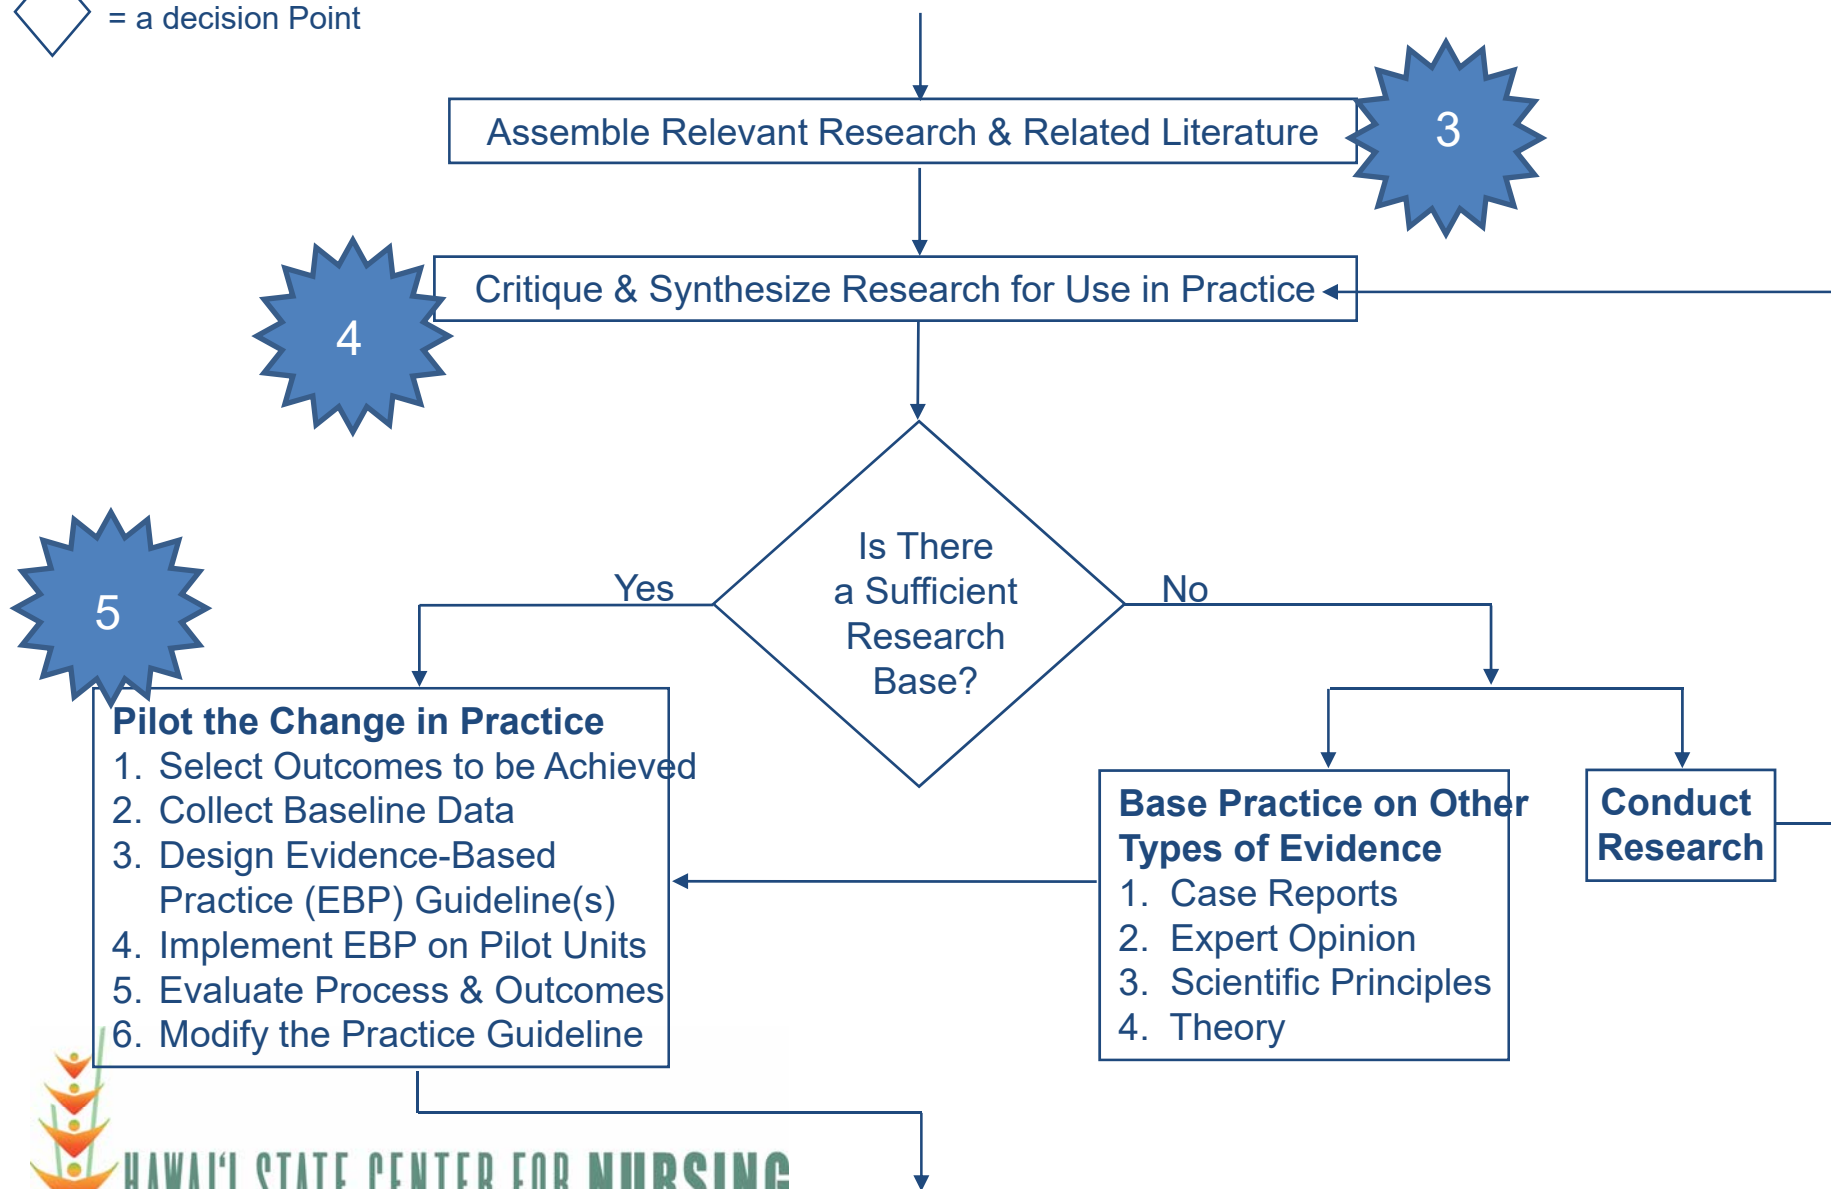 = a decision Point
Assemble Relevant Research & Related Literature
3
Critique & Synthesize Research for Use in Practice
4
Is There
a Sufficient
Research
Base?
Yes
No
5
Pilot the Change in Practice
1. Select Outcomes to be Achieved
2. Collect Baseline Data
3. Design Evidence-Based
Practice (EBP) Guideline(s)
4. Implement EBP on Pilot Units
5. Evaluate Process & Outcomes
6. Modify the Practice Guideline
Base Practice on Other
Types of Evidence
1. Case Reports
2. Expert Opinion
3. Scientific Principles
4. Theory
Conduct
Research
HAWAI‘I STATE CENTER FOR NURSING